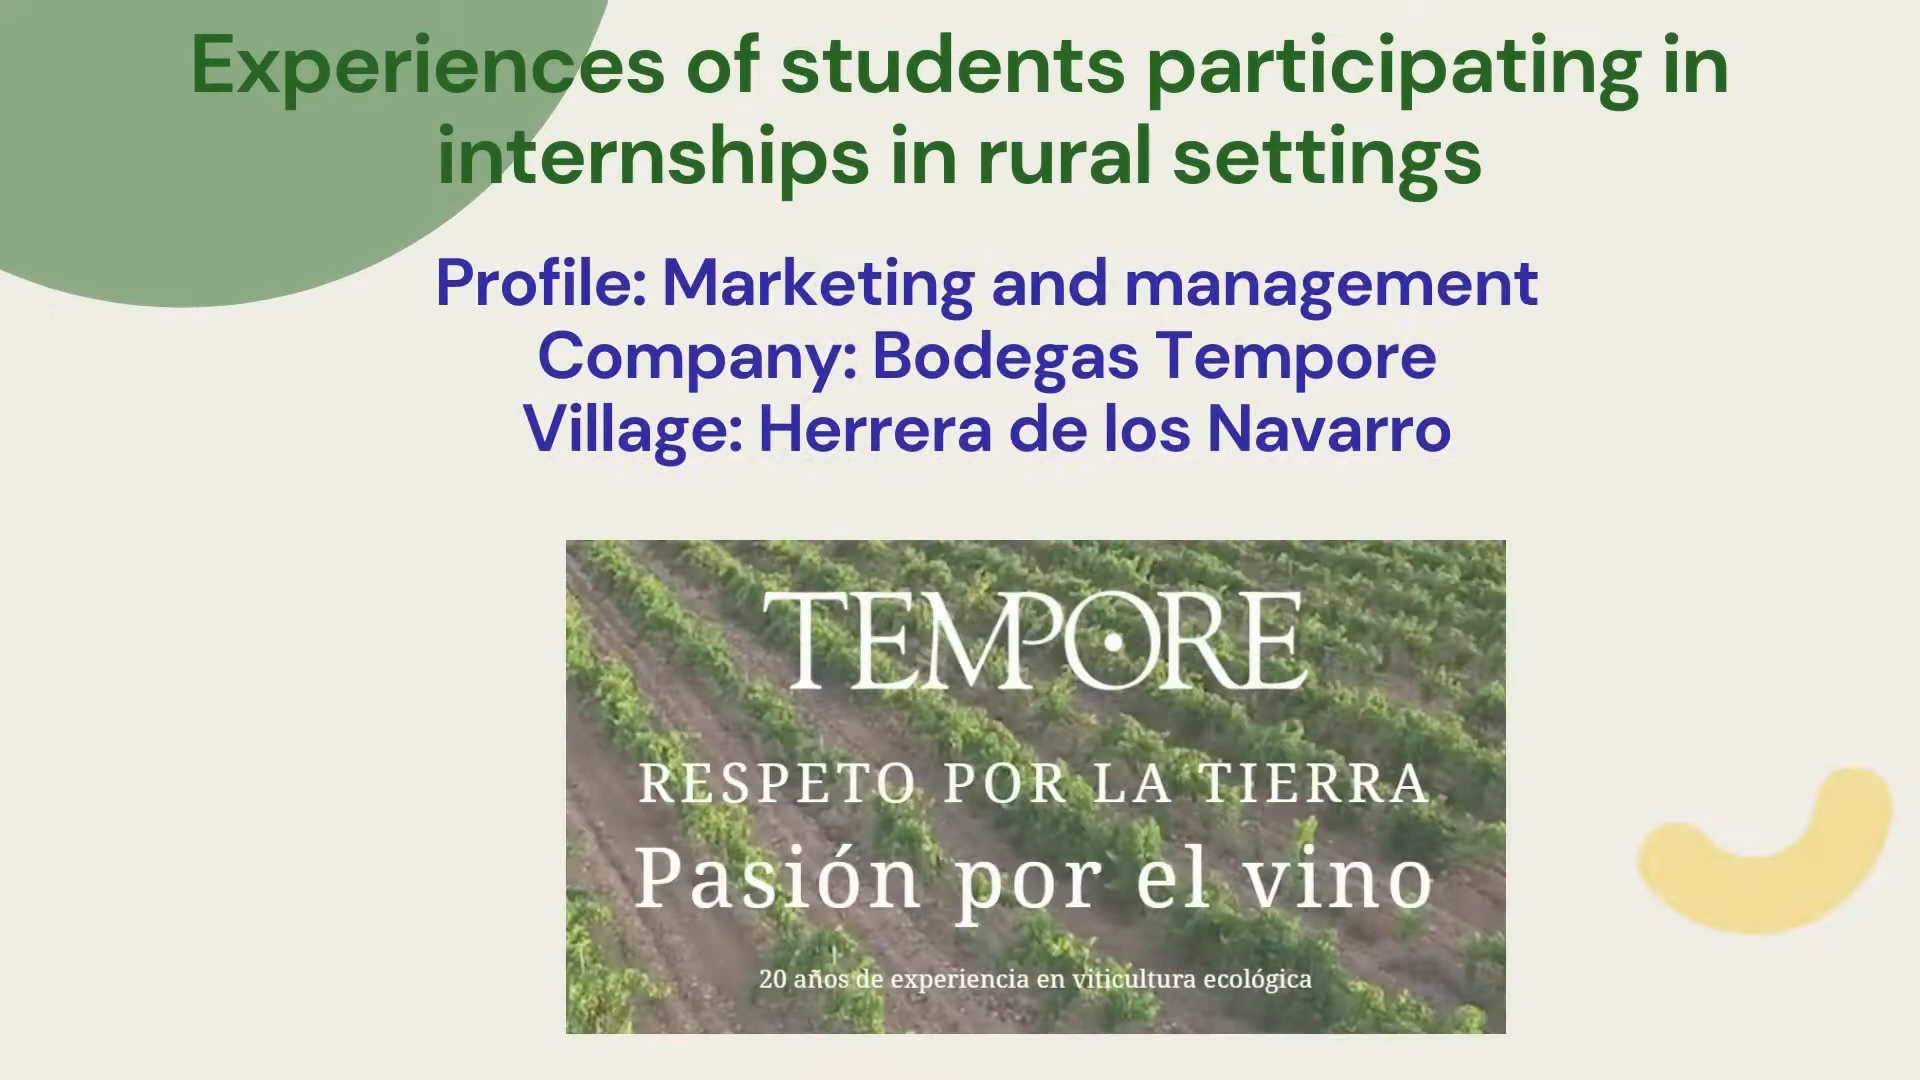 Experiences of students participating in
internships in rural settings
Profile: Marketing and management
Company: Bodegas Tempore
Village: Herrera de los Navarro
TEMPORE
RESPETO POR LA TIERRA
Pasión por el vino
20 años de experiencia en viticultura ecológica